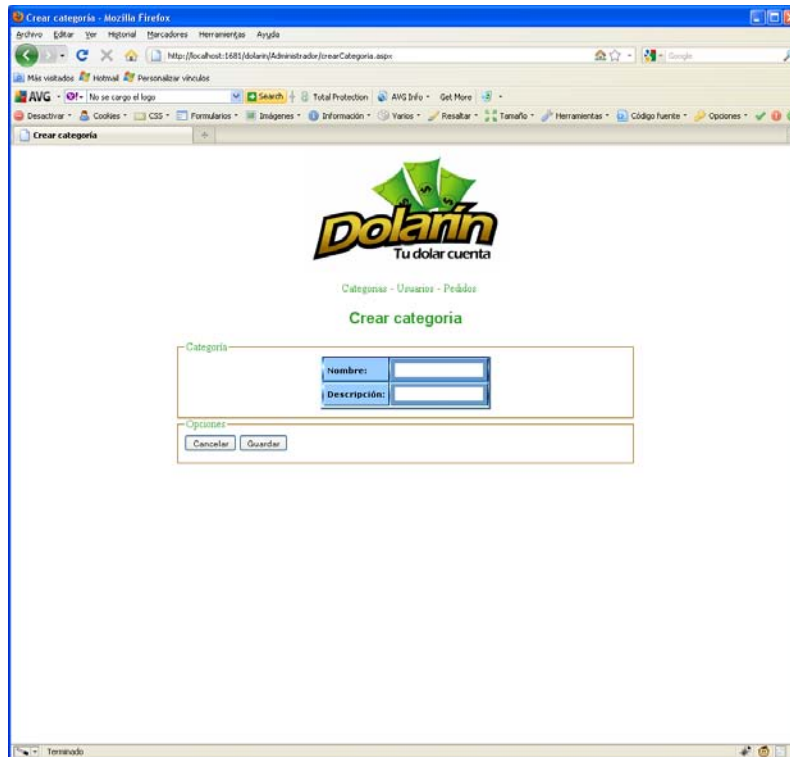 Crear categoría - Mozilla Firefox
Archivo Editar Ver Historial Marcadores Herramientas Ayuda
http://localhost:1681/dolarin/Administrador/crearCategoria.aspx Google
Más visitados Hotmail Personalizar vínculos
AVG No se cargo el logo Search Total Protection AVG Info Get More
Desactivar Cookies CSS Formularios Imágenes Información Varios Resaltar Tamaño Herramientas Código fuente Opciones
Crear categoría
Dolarín
Tu dolar cuenta
Categorias - Usuarios - Pedidos
Crear categoria
Categoría
Nombre:
Descripción:
Opciones
Cancelar Guardar
Terminado